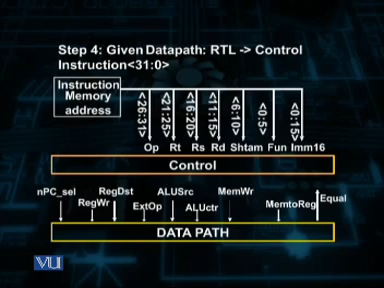 Step 4: Given Datapath: RTL -> Control
Instruction<31:0>
Instruction
Memory
address
<26:31> <21:25> <16:20> <11:15> <6:10> <0:5> <0:15>
Op Rt Rs Rd Shtam Fun Imm16
Control
nPC_sel RegDst ALUSrc MemWr Equal
RegWr ExtOp ALUctr MemtoReg
DATA PATH
VU